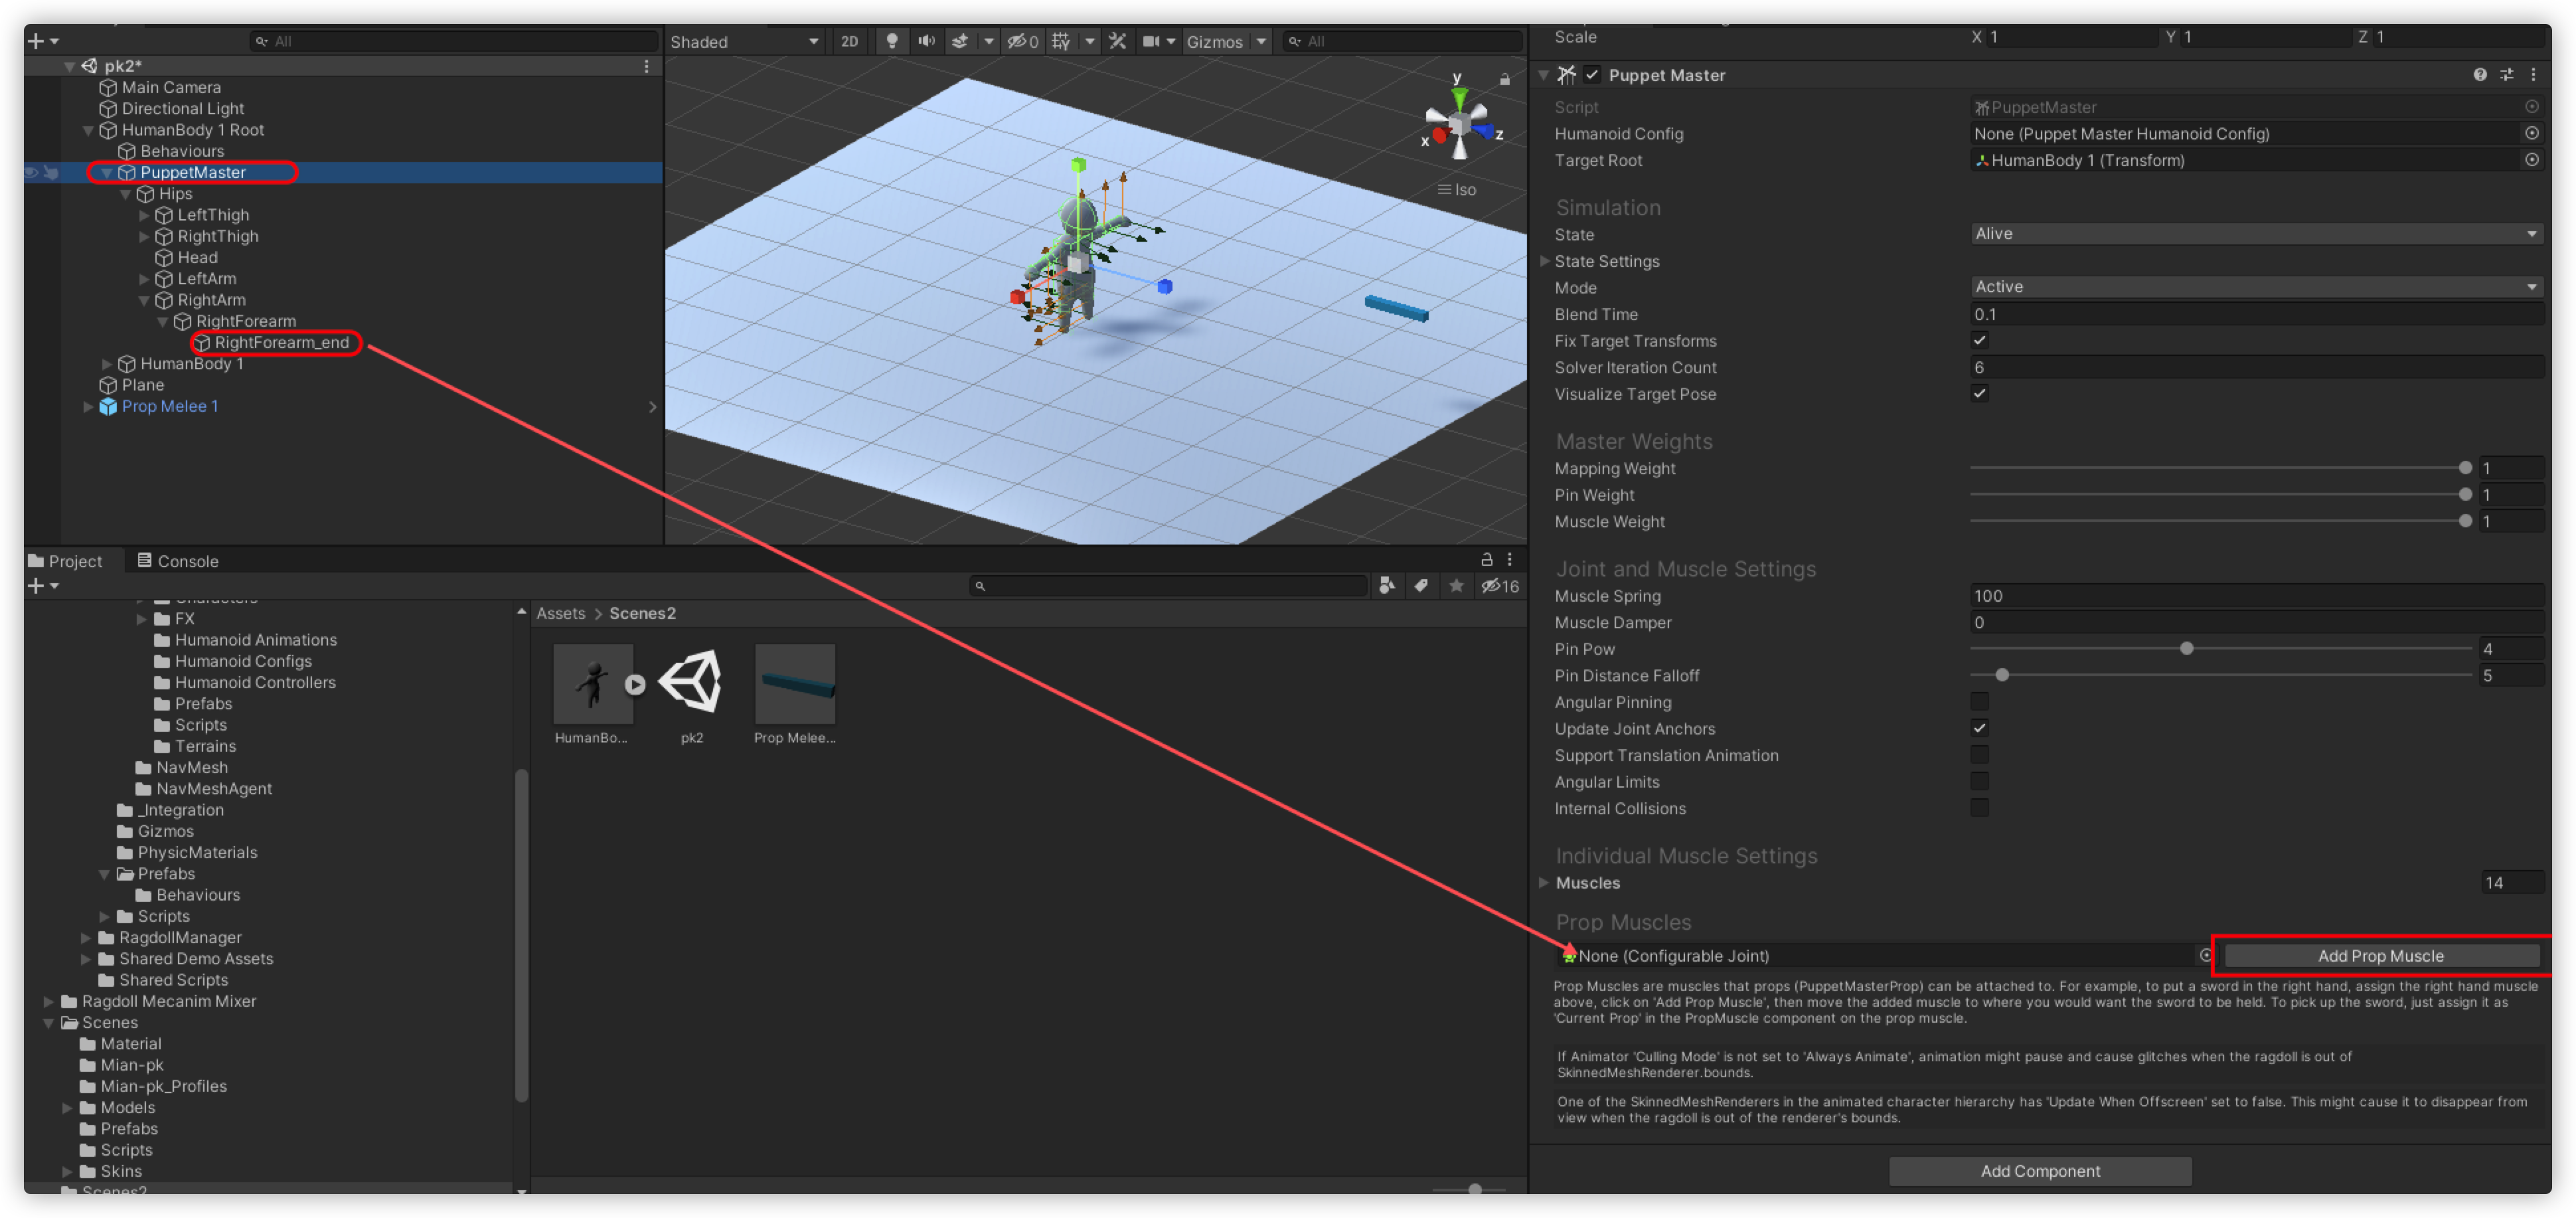 All
pk2*
Main Camera
Directional Light
HumanBody 1 Root
Behaviours
PuppetMaster
Hips
LeftThigh
RightThigh
Head
LeftArm
RightArm
RightForearm
RightForearm_end
HumanBody 1
Plane
Prop Melee 1
Shaded
2D
0
Gizmos
All
y
x
z
Iso
Project
Console
16
FX
Humanoid Animations
Humanoid Configs
Humanoid Controllers
Prefabs
Scripts
Terrains
NavMesh
NavMeshAgent
_Integration
Gizmos
PhysicMaterials
Prefabs
Behaviours
Scripts
RagdollManager
Shared Demo Assets
Shared Scripts
Ragdoll Mecanim Mixer
Scenes
Material
Mian-pk
Mian-pk_Profiles
Models
Prefabs
Scripts
Skins
Scenes2
Assets > Scenes2
HumanBo...
pk2
Prop Melee...
Scale X 1 Y 1 Z 1
Puppet Master
Script PuppetMaster
Humanoid Config None (Puppet Master Humanoid Config)
Target Root HumanBody 1 (Transform)
Simulation
State Alive
State Settings
Mode Active
Blend Time 0.1
Fix Target Transforms
Solver Iteration Count 6
Visualize Target Pose
Master Weights
Mapping Weight 1
Pin Weight 1
Muscle Weight 1
Joint and Muscle Settings
Muscle Spring 100
Muscle Damper 0
Pin Pow 4
Pin Distance Falloff 5
Angular Pinning
Update Joint Anchors
Support Translation Animation
Angular Limits
Internal Collisions
Individual Muscle Settings
Muscles 14
Prop Muscles
None (Configurable Joint) Add Prop Muscle
Prop Muscles are muscles that props (PuppetMasterProp) can be attached to. For example, to put a sword in the right hand, assign the right hand muscle
above, click on 'Add Prop Muscle', then move the added muscle to where you would want the sword to be held. To pick up the sword, just assign it as
'Current Prop' in the PropMuscle component on the prop muscle.
If Animator 'Culling Mode' is not set to 'Always Animate', animation might pause and cause glitches when the ragdoll is out of
SkinnedMeshRenderer.bounds.
One of the SkinnedMeshRenderers in the animated character hierarchy has 'Update When Offscreen' set to false. This might cause it to disappear from
view when the ragdoll is out of the renderer's bounds.
Add Component